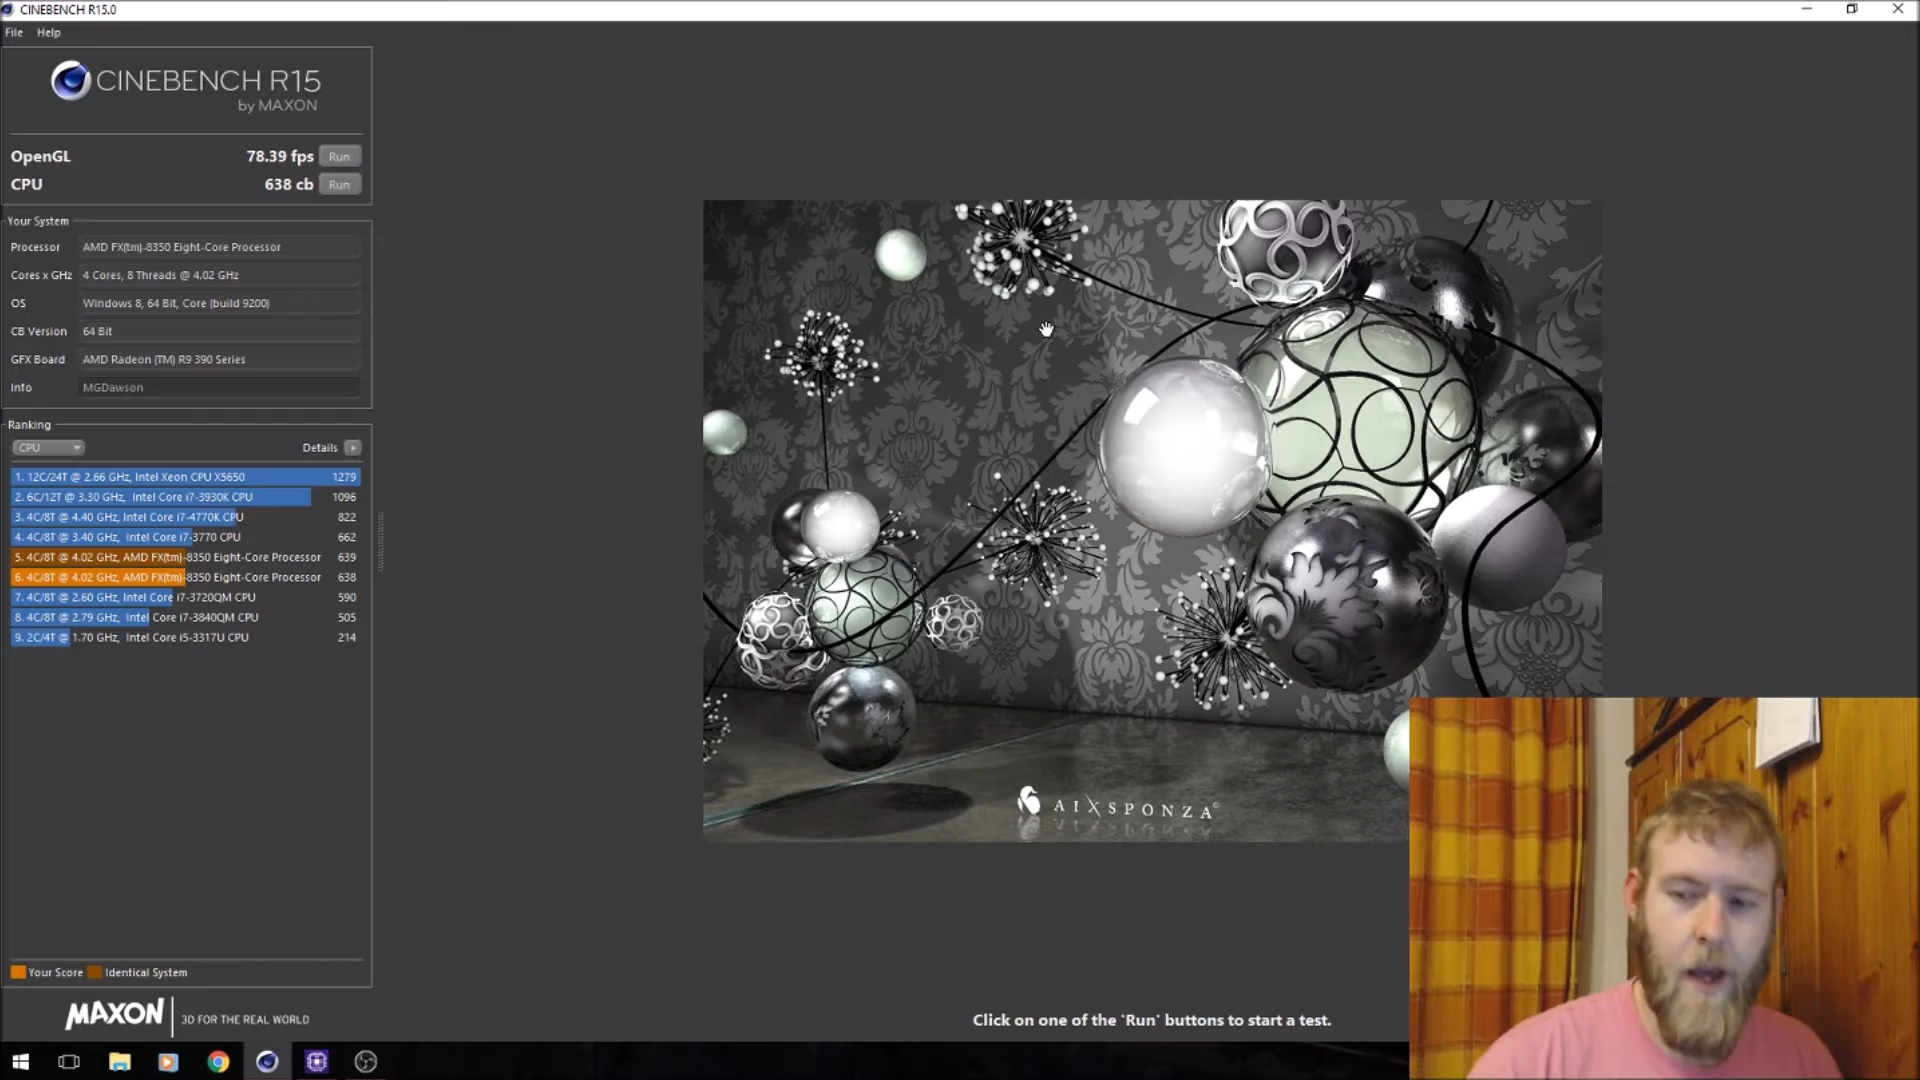 CINEBENCH R15.0
File Help
CINEBENCH R15
by MAXON
OpenGL 78.39 fps Run
CPU 638 cb Run
Your System
Processor AMD FX(tm)-8350 Eight-Core Processor
Cores x GHz 4 Cores, 8 Threads @ 4.02 GHz
OS Windows 8, 64 Bit, Core (build 9200)
CB Version 64 Bit
GFX Board AMD Radeon (TM) R9 390 Series
Info MGDawson
Ranking
CPU Details
1. 12C/24T @ 2.66 GHz, Intel Xeon CPU X5650 1279
2. 6C/12T @ 3.30 GHz, Intel Core i7-3930K CPU 1096
3. 4C/8T @ 4.40 GHz, Intel Core i7-4770K CPU 822
4. 4C/8T @ 3.40 GHz, Intel Core i7-3770 CPU 662
5. 4C/8T @ 4.02 GHz, AMD FX(tm)-8350 Eight-Core Processor 639
6. 4C/8T @ 4.02 GHz, AMD FX(tm)-8350 Eight-Core Processor 638
7. 4C/8T @ 2.60 GHz, Intel Core i7-3720QM CPU 590
8. 4C/8T @ 2.79 GHz, Intel Core i7-3840QM CPU 505
9. 2C/4T @ 1.70 GHz, Intel Core i5-3317U CPU 214
AIXSPONZA©
Your Score Identical System
MAXON 3D FOR THE REAL WORLD
Click on one of the 'Run' buttons to start a test.